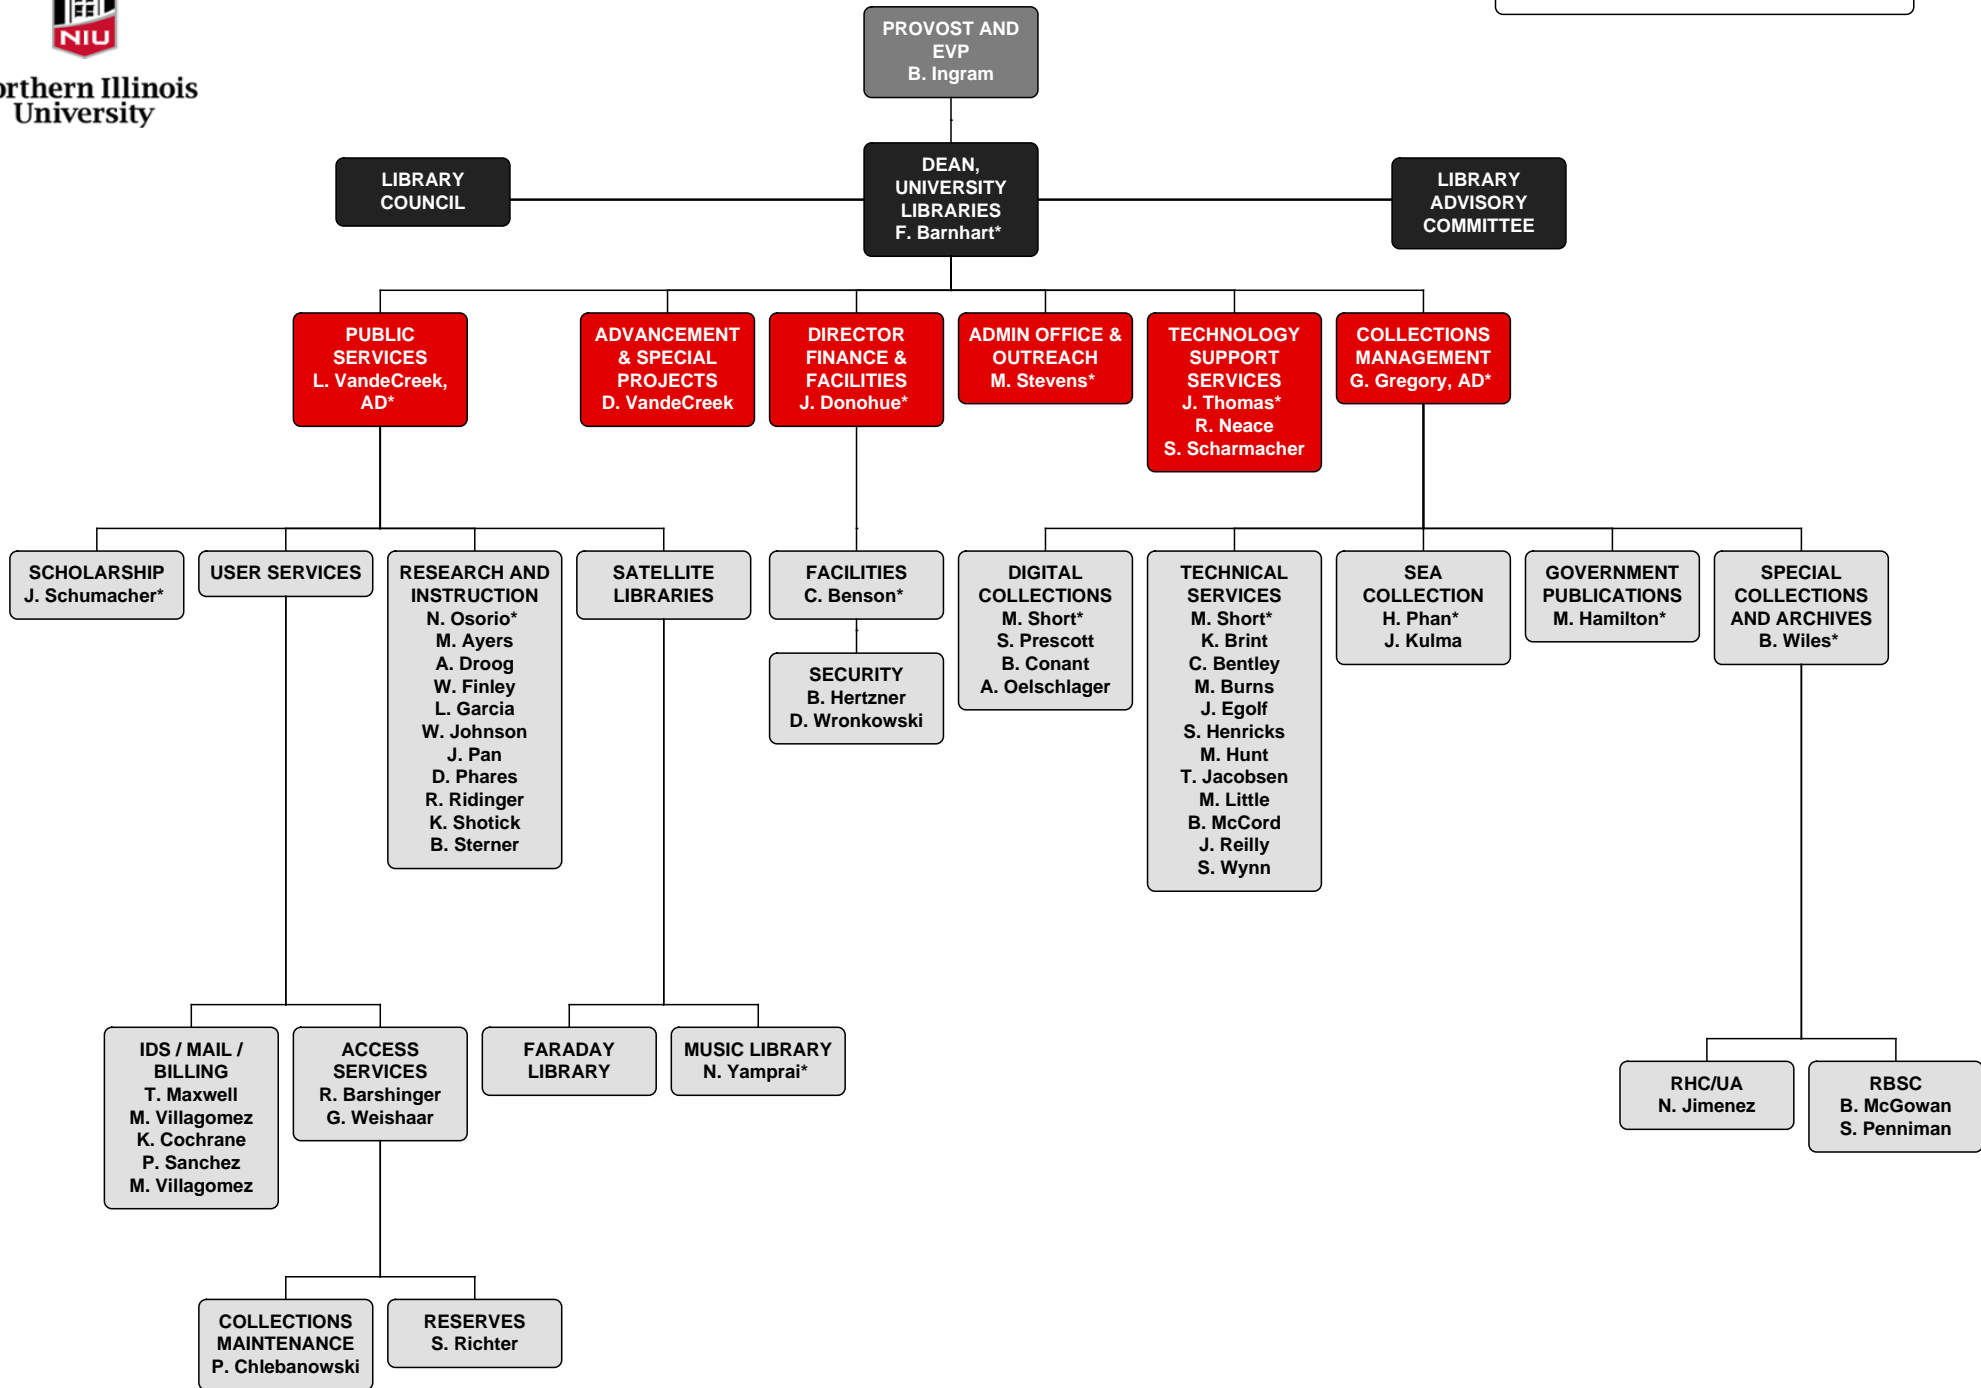 NIU
orthern Illinois
University
PROVOST AND
EVP
B. Ingram
LIBRARY
COUNCIL
DEAN,
UNIVERSITY
LIBRARIES
F. Barnhart*
LIBRARY
ADVISORY
COMMITTEE
PUBLIC
SERVICES
L. VandeCreek,
AD*
ADVANCEMENT
& SPECIAL
PROJECTS
D. VandeCreek
DIRECTOR
FINANCE &
FACILITIES
J. Donohue*
ADMIN OFFICE &
OUTREACH
M. Stevens*
TECHNOLOGY
SUPPORT
SERVICES
J. Thomas*
R. Neace
S. Scharmacher
COLLECTIONS
MANAGEMENT
G. Gregory, AD*
SCHOLARSHIP
J. Schumacher*
USER SERVICES
RESEARCH AND
INSTRUCTION
N. Osorio*
M. Ayers
A. Droog
W. Finley
L. Garcia
W. Johnson
J. Pan
D. Phares
R. Ridinger
K. Shotick
B. Sterner
SATELLITE
LIBRARIES
FACILITIES
C. Benson*
SECURITY
B. Hertzner
D. Wronkowski
DIGITAL
COLLECTIONS
M. Short*
S. Prescott
B. Conant
A. Oelschlager
TECHNICAL
SERVICES
M. Short*
K. Brint
C. Bentley
M. Burns
J. Egolf
S. Henricks
M. Hunt
T. Jacobsen
M. Little
B. McCord
J. Reilly
S. Wynn
SEA
COLLECTION
H. Phan*
J. Kulma
GOVERNMENT
PUBLICATIONS
M. Hamilton*
SPECIAL
COLLECTIONS
AND ARCHIVES
B. Wiles*
IDS / MAIL /
BILLING
T. Maxwell
M. Villagomez
K. Cochrane
P. Sanchez
M. Villagomez
ACCESS
SERVICES
R. Barshinger
G. Weishaar
FARADAY
LIBRARY
MUSIC LIBRARY
N. Yamprai*
RHC/UA
N. Jimenez
RBSC
B. McGowan
S. Penniman
COLLECTIONS
MAINTENANCE
P. Chlebanowski
RESERVES
S. Richter